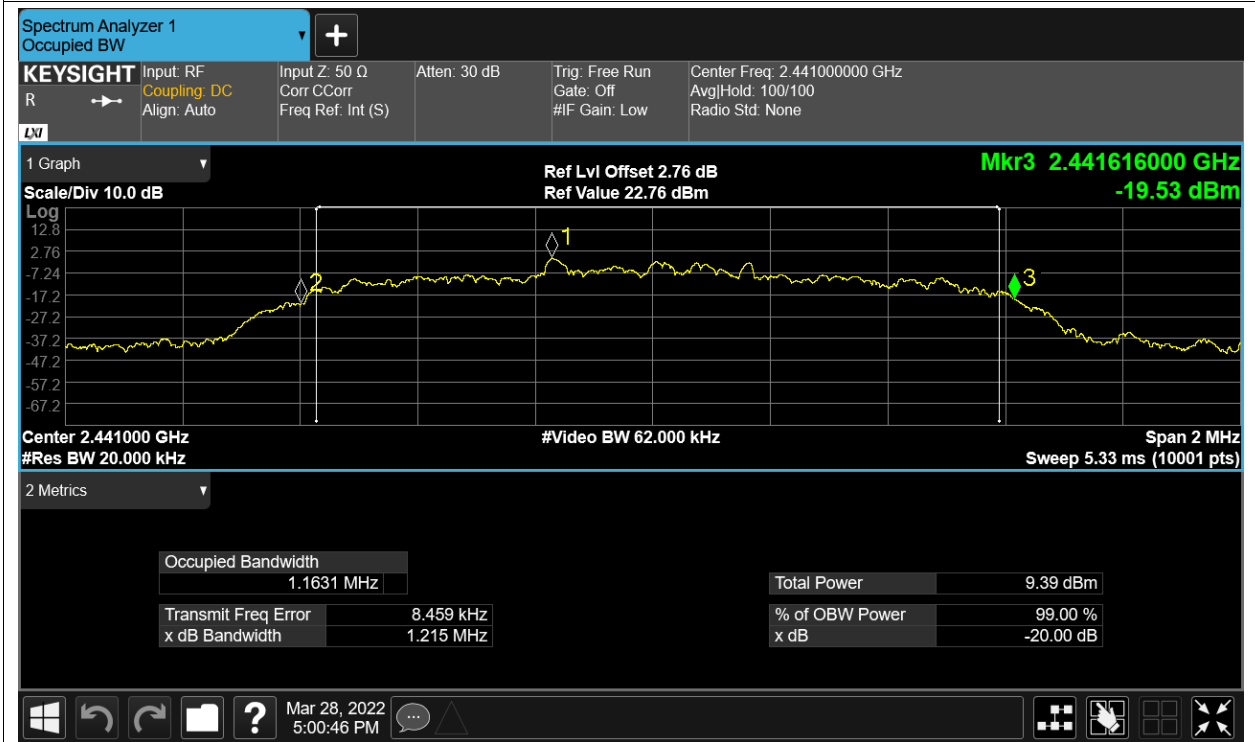 Spectrum Analyzer 1
Occupied BW
KEYSIGHT Input: RF Input Z: 50 Ω Atten: 30 dB Trig: Free Run Center Freq: 2.441000000 GHz
R Coupling: DC Corr CCorr Gate: Off Avg|Hold: 100/100
Align: Auto Freq Ref: Int (S) #IF Gain: Low Radio Std: None
LXI
1 Graph Ref Lvl Offset 2.76 dB Mkr3 2.441616000 GHz
Scale/Div 10.0 dB Ref Value 22.76 dBm -19.53 dBm
Log
12.8
2.76
-7.24
-17.2
-27.2
-37.2
-47.2
-57.2
-67.2
1
2
3
Center 2.441000 GHz #Video BW 62.000 kHz Span 2 MHz
#Res BW 20.000 kHz Sweep 5.33 ms (10001 pts)
2 Metrics
Occupied Bandwidth
1.1631 MHz Total Power 9.39 dBm
Transmit Freq Error 8.459 kHz % of OBW Power 99.00 %
x dB Bandwidth 1.215 MHz x dB -20.00 dB
? Mar 28, 2022
5:00:46 PM